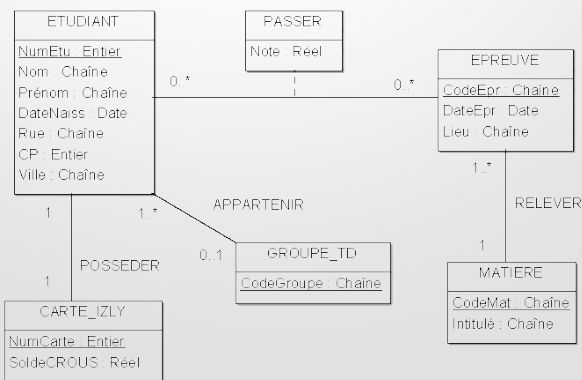 ETUDIANT
NumEtu : Entier
Nom : Chaîne
Prénom : Chaîne
DateNaiss : Date
Rue : Chaîne
CP : Entier
Ville : Chaîne
PASSER
Note : Réel
0..*
0..*
EPREUVE
CodeEpr : Chaîne
DateEpr : Date
Lieu : Chaîne
1
1..*
APPARTENIR
0..1
GROUPE_TD
CodeGroupe : Chaîne
1..*
RELEVER
1
MATIERE
CodeMat : Chaîne
Intitulé : Chaîne
POSSEDER
1
CARTE_IZLY
NumCarte : Entier
SoldeCROUS : Réel